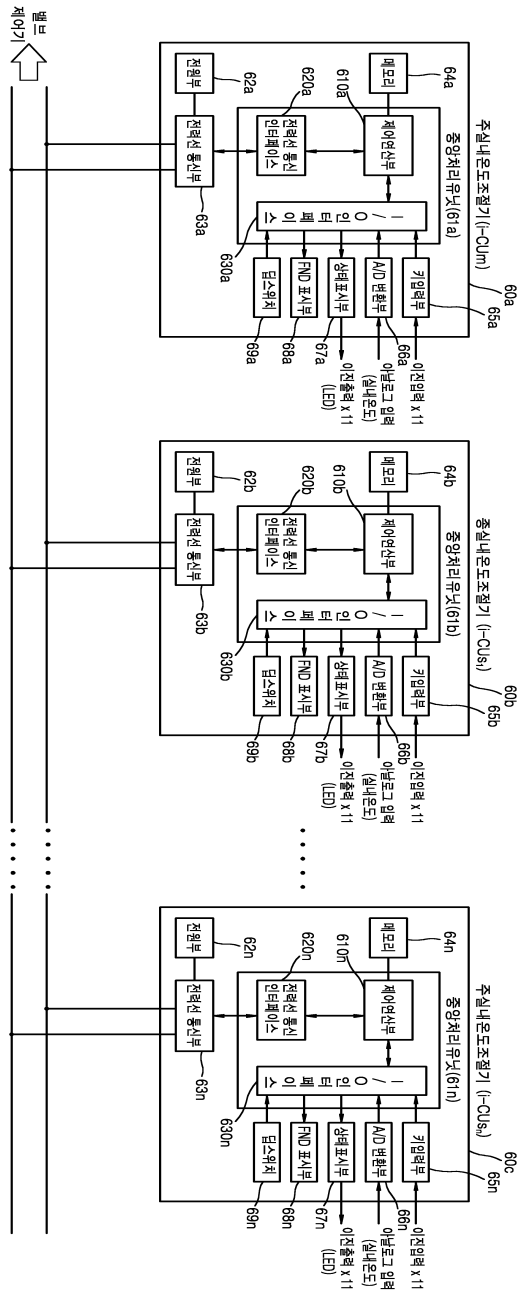 밸브
제어기
주실내온도조절기(i-CUm)
60a
중앙처리유닛(61a)
메모리
64a
제어연산부
610a
전력선 통신
인터페이스
620a
전원부
62a
전력선
통신부
63a
I / O 인 터 페 이 스
630a
키입력부
65a
이진입력 x 11
A/D 변환부
66a
아날로그 입력
(실내온도)
상태표시부
67a
이진출력 x 11
(LED)
FND 표시부
68a
딥스위치
69a
종실내온도조절기 (i-CUs₁)
60b
중앙처리유닛(61b)
메모리
64b
제어연산부
610b
전력선 통신
인터페이스
620b
전원부
62b
전력선
통신부
63b
I / O 인 터 페 이 스
630b
키입력부
65b
이진입력 x 11
A/D 변환부
66b
아날로그 입력
(실내온도)
상태표시부
67b
이진출력 x 11
(LED)
FND 표시부
68b
딥스위치
69b
주실내온도조절기 (i-CUsₙ)
60c
중앙처리유닛(61n)
메모리
64n
제어연산부
610n
전력선 통신
인터페이스
620n
전원부
62n
전력선
통신부
63n
I / O 인 터 페 이 스
630n
키입력부
65n
이진입력 x 11
A/D 변환부
66n
아날로그 입력
(실내온도)
상태표시부
67n
이진출력 x 11
(LED)
FND 표시부
68n
딥스위치
69n